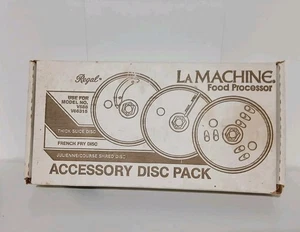 Regal
LA MACHINE
Food Processor
USE FOR
MODEL NO.
THICK SLICE DISC
FRENCH FRY DISC
JULIENNE/COURSE SHRED DISC
ACCESSORY DISC PACK